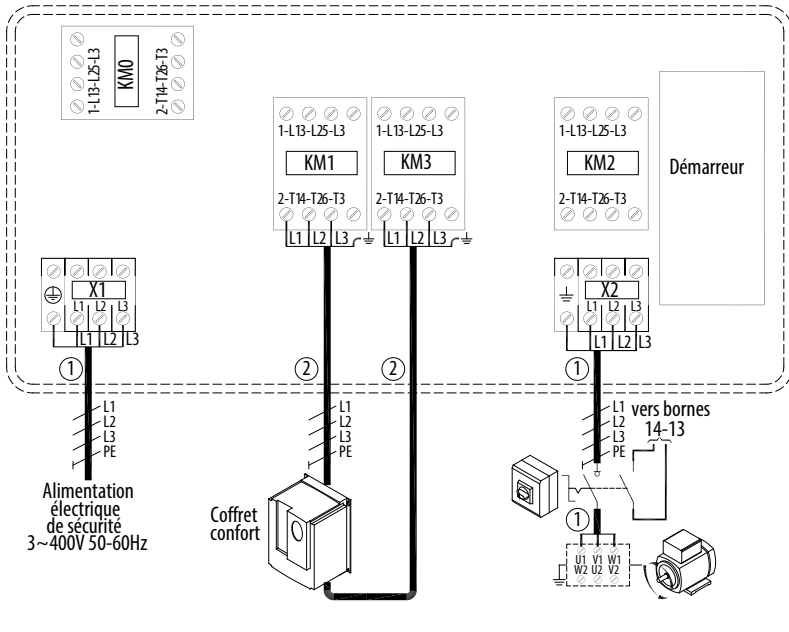 1-L13-L25-L3
KM0
2-T14-T26-T3
1-L13-L25-L3
KM1
2-T14-T26-T3
L1 L2 L3
1-L13-L25-L3
KM3
2-T14-T26-T3
L1 L2 L3
1-L13-L25-L3
KM2
2-T14-T26-T3
Démarreur
X1
L1 L2 L3
L1 L2 L3
X2
L1 L2 L3
L1 L2 L3
1
2
2
1
L1
L2
L3
PE
Alimentation
électrique
de sécurité
3~400V 50-60Hz
L1
L2
L3
PE
Coffret
confort
L1
L2
L3
PE
vers bornes
14-13
1
U1 V1 W1
W2 U2 V2